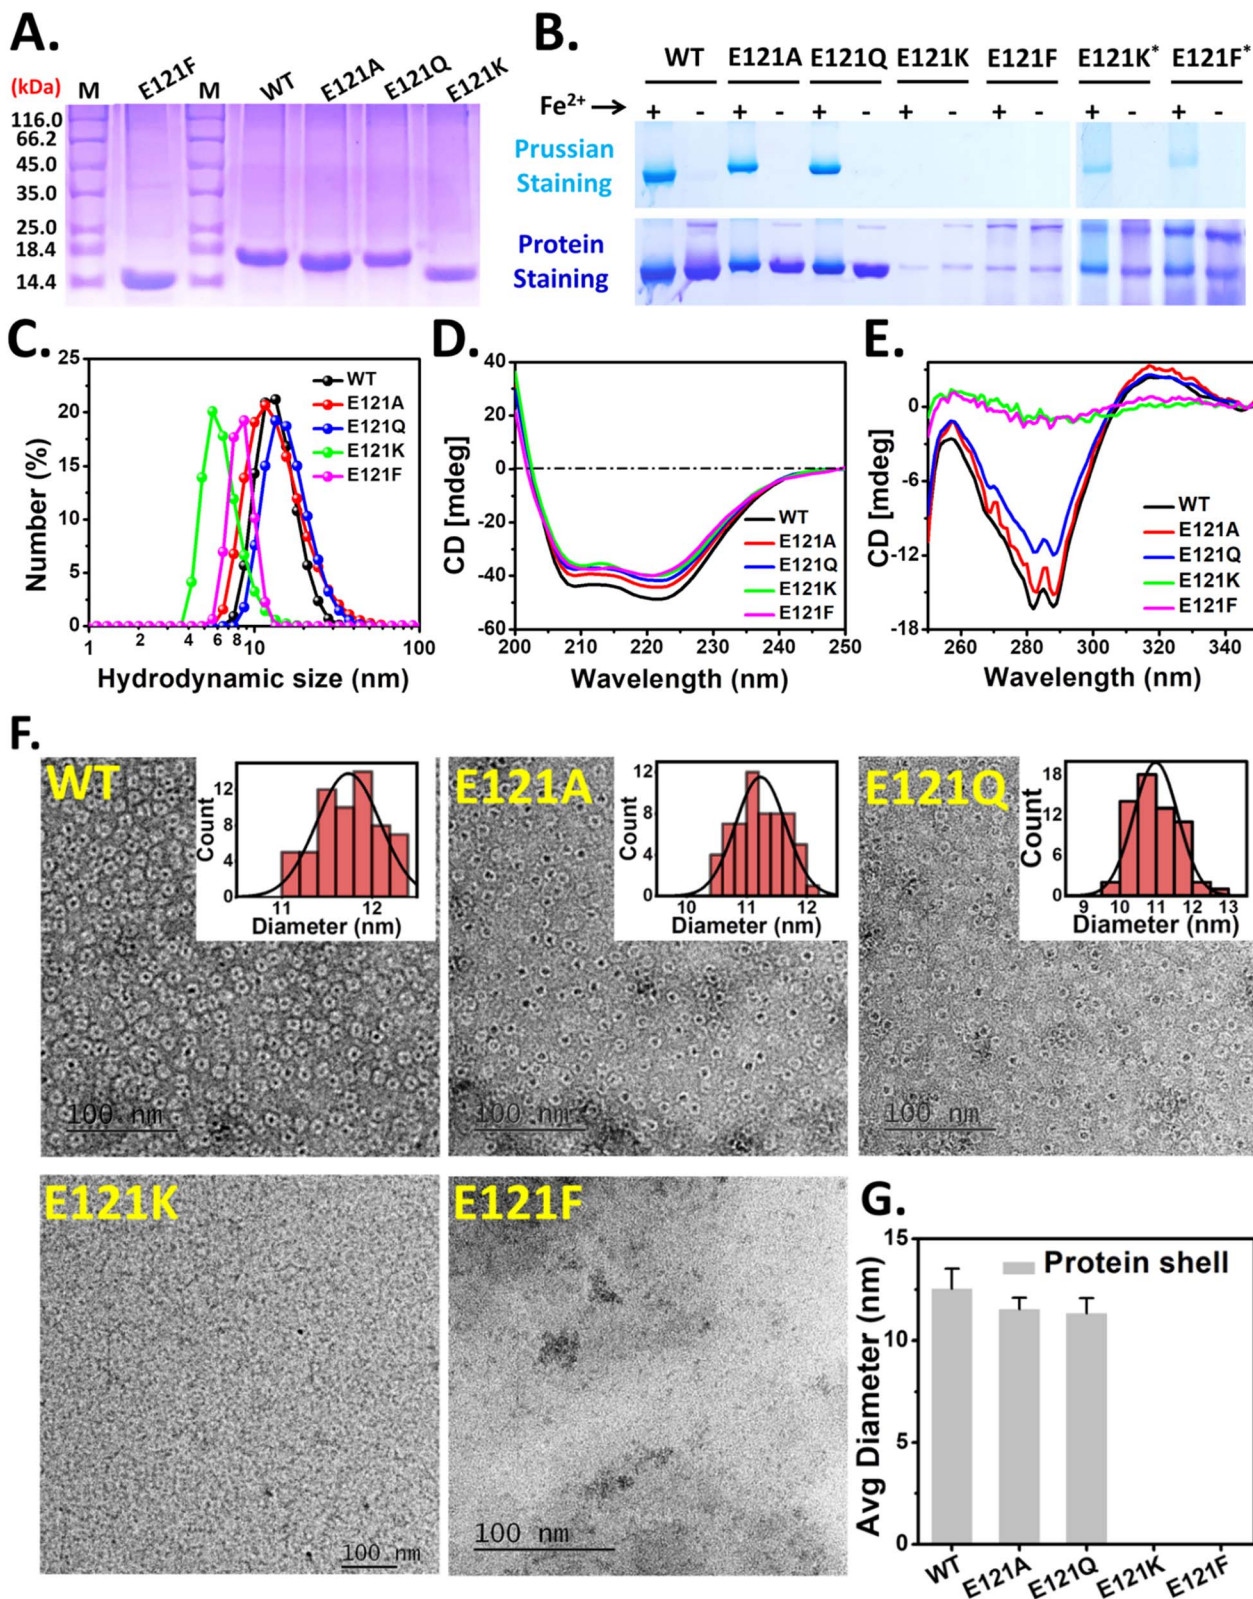 A.
(kDa) M E121F M WT E121A E121Q E121K
116.0
66.2
45.0
35.0
25.0
18.4
14.4
B.
WT E121A E121Q E121K E121F E121K* E121F*
Fe²⁺ → + - + - + - + - + - + - + -
Prussian
Staining
Protein
Staining
C.
Number (%)
25
20
15
10
5
0
WT
E121A
E121Q
E121K
E121F
1 2 4 6 8 10 100
Hydrodynamic size (nm)
D.
CD [mdeg]
40
20
0
-20
-40
-60
WT
E121A
E121Q
E121K
E121F
200 210 220 230 240 250
Wavelength (nm)
E.
CD [mdeg]
0
-6
-12
-18
WT
E121A
E121Q
E121K
E121F
260 280 300 320 340
Wavelength (nm)
F.
WT
Count
12
8
4
0
11 12
Diameter (nm)
100 nm
E121A
Count
12
8
4
0
10 11 12
Diameter (nm)
100 nm
E121Q
Count
18
12
6
0
9 10 11 12 13
Diameter (nm)
100 nm
E121K
100 nm
E121F
100 nm
G.
Avg Diameter (nm)
15
10
5
0
Protein shell
WT E121A E121Q E121K E121F